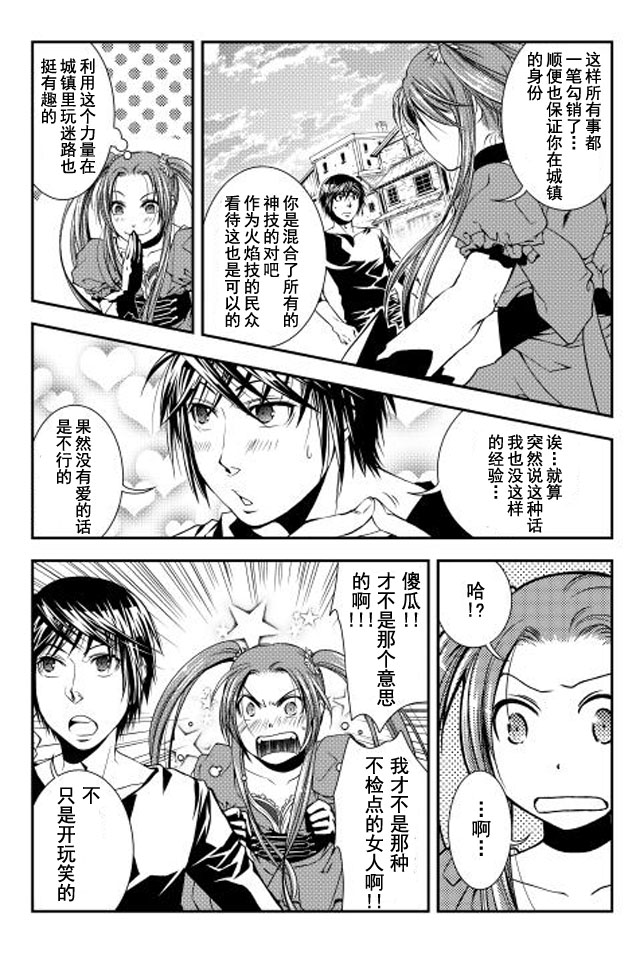 这样所有事都
一笔勾销了…
顺便也保证你在城镇
的身份
你是混合了所有的
神技的对吧
作为火焰技的民众
看待这也是可以的
利用这个力量在
城镇里玩迷路也
挺有趣的
诶…就算
突然说这种话
我也没这样
的经验…
果然没有爱的话
是不行的
哈!?
…啊…
傻瓜!!
才不是那个意思
的啊!!!
我才不是那种
不检点的女人啊!!
不
只是开玩笑的